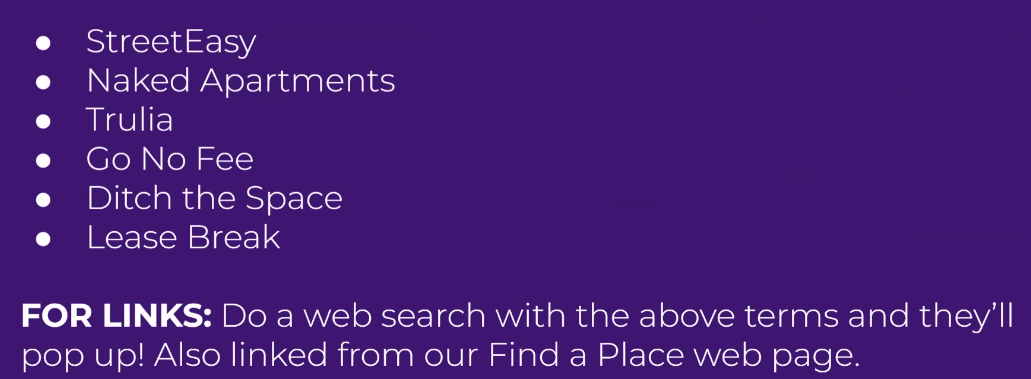 ● StreetEasy
● Naked Apartments
● Trulia
● Go No Fee
● Ditch the Space
● Lease Break
FOR LINKS: Do a web search with the above terms and they’ll
pop up! Also linked from our Find a Place web page.